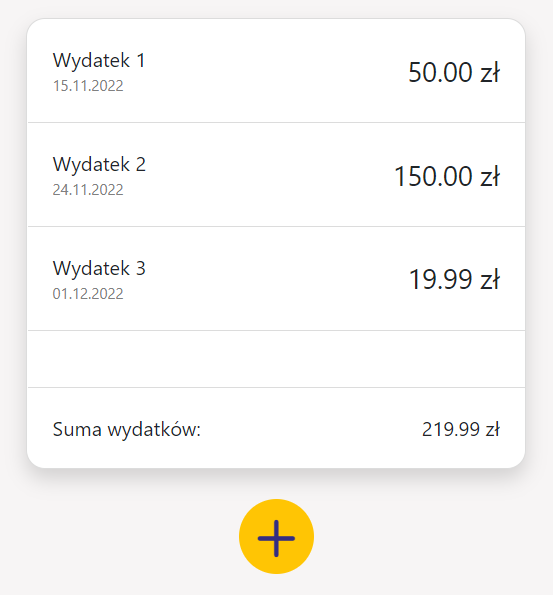 Wydatek 1
15.11.2022
50.00 zł
Wydatek 2
24.11.2022
150.00 zł
Wydatek 3
01.12.2022
19.99 zł
Suma wydatków:
219.99 zł